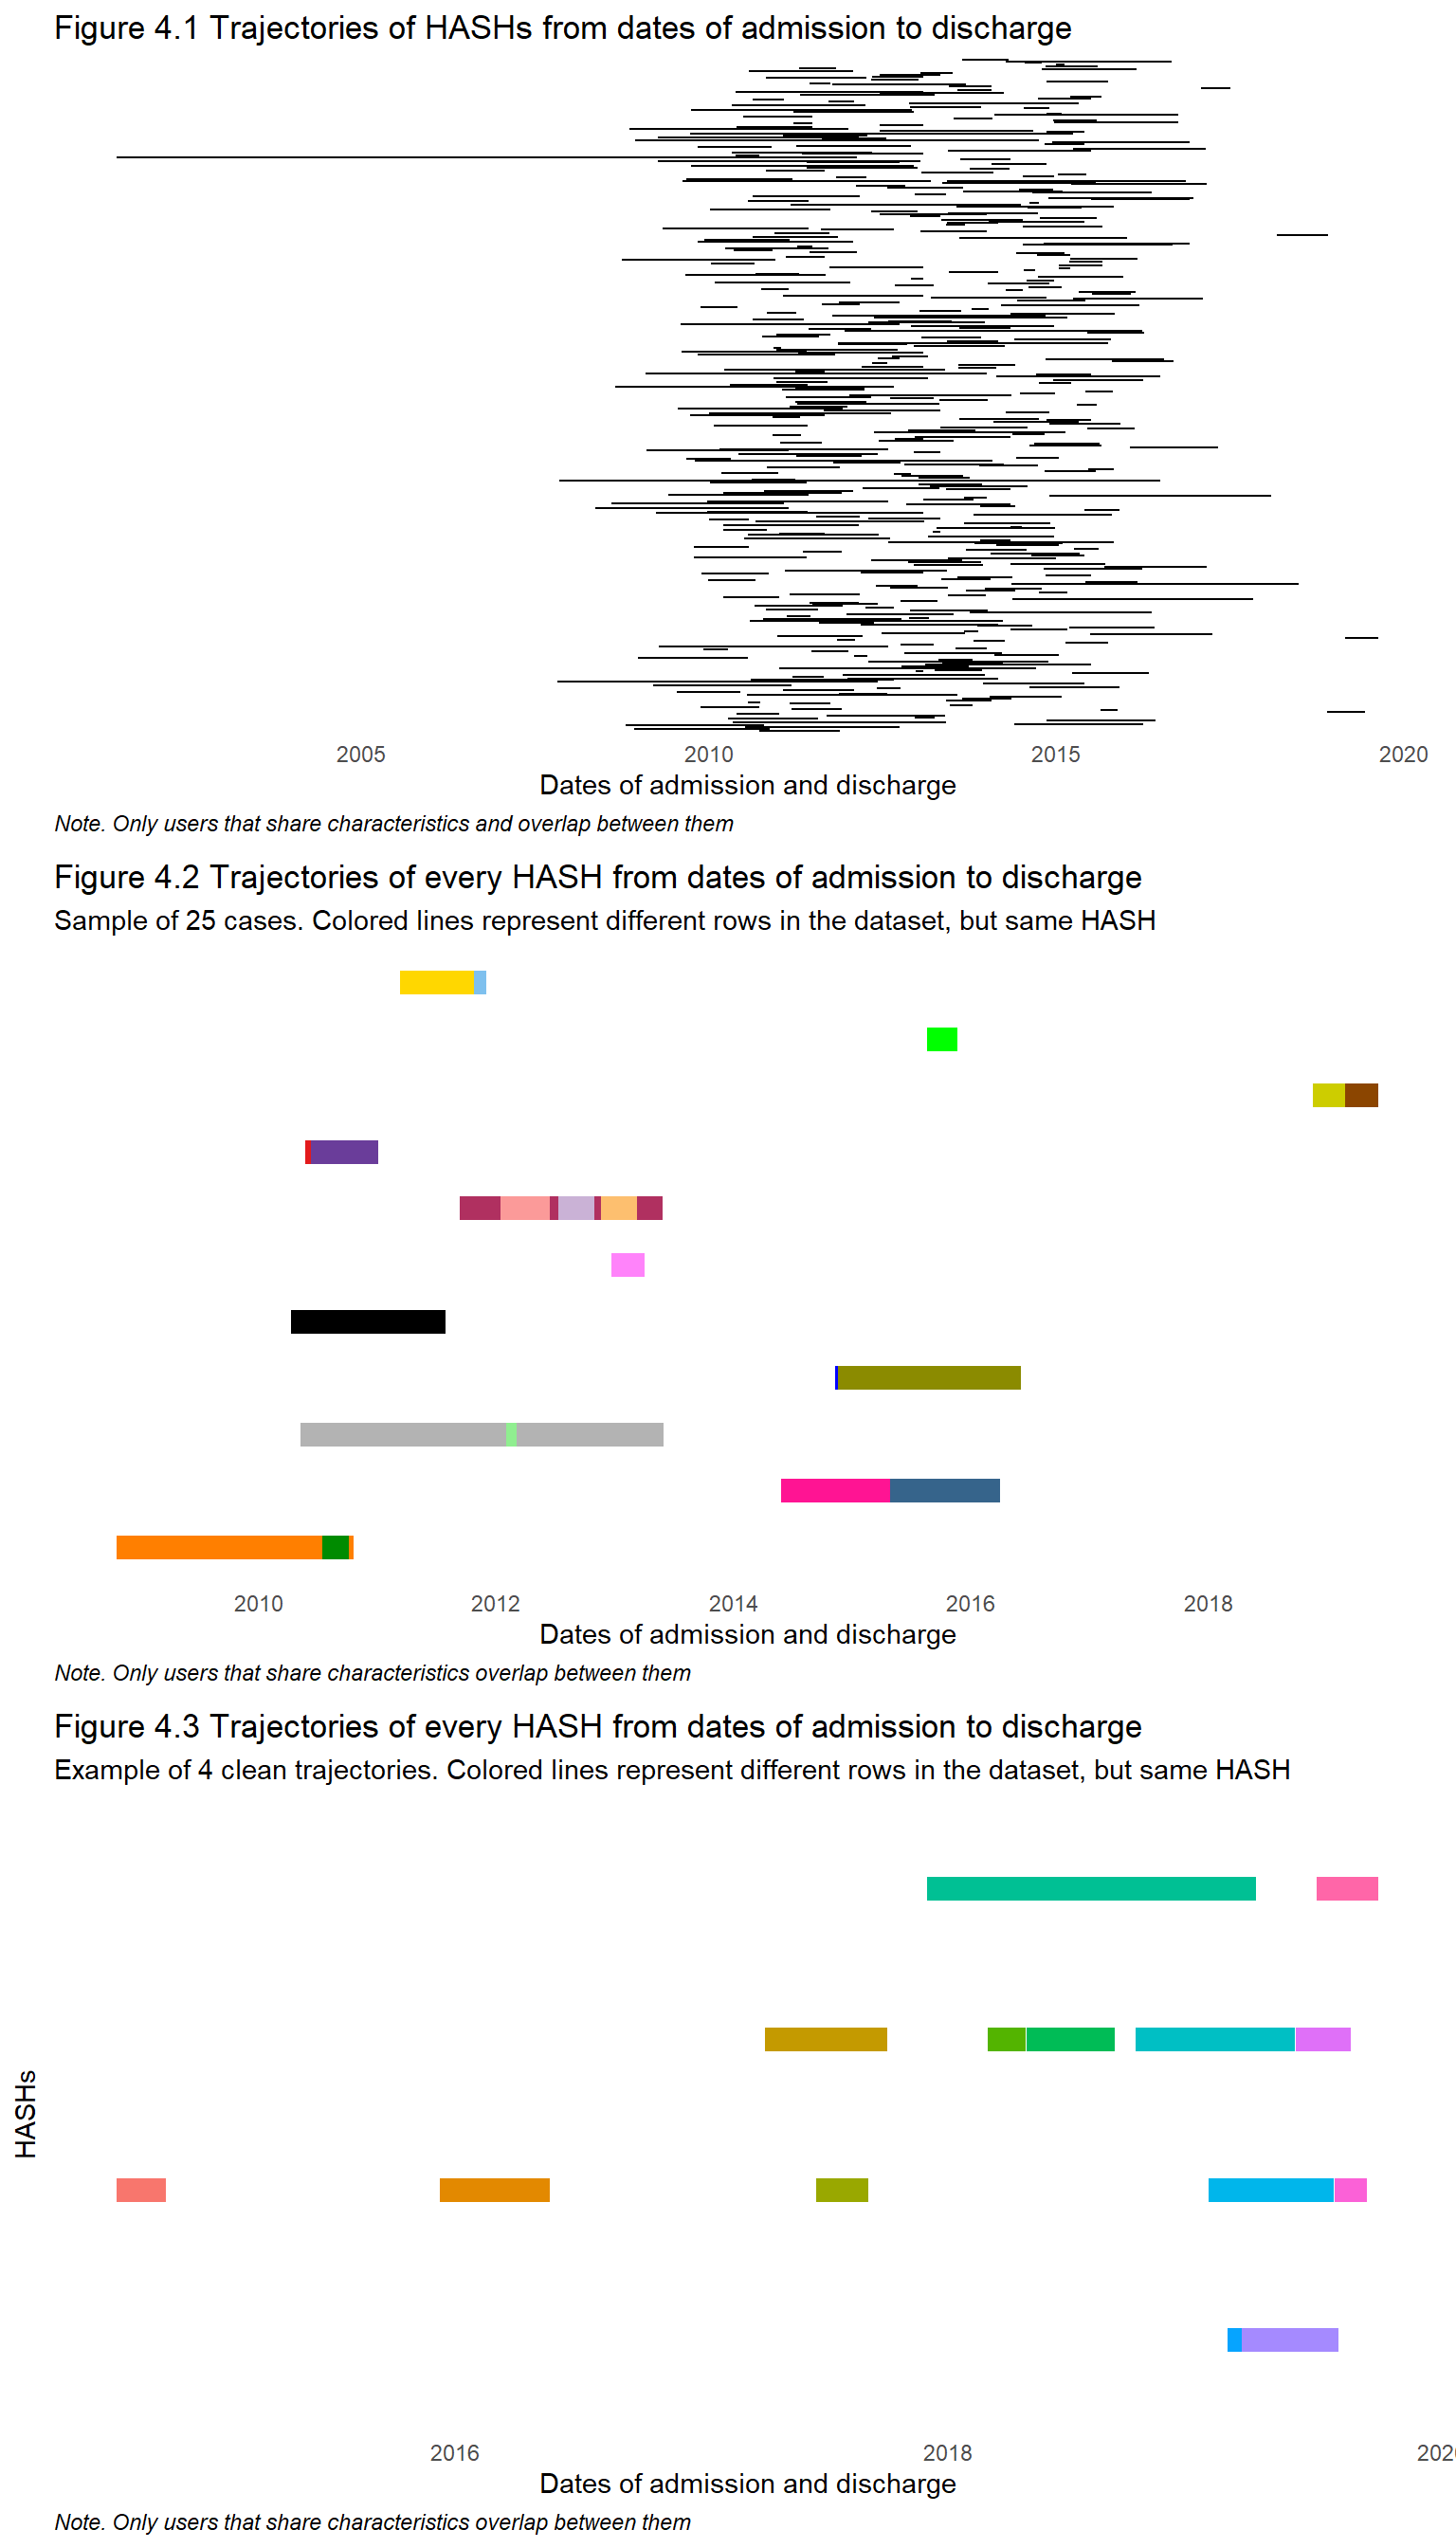 Figure 4.1 Trajectories of HASHs from dates of admission to discharge
2005 2010 2015 2020
Dates of admission and discharge
Note. Only users that share characteristics and overlap between them
Figure 4.2 Trajectories of every HASH from dates of admission to discharge
Sample of 25 cases. Colored lines represent different rows in the dataset, but same HASH
2010 2012 2014 2016 2018
Dates of admission and discharge
Note. Only users that share characteristics overlap between them
Figure 4.3 Trajectories of every HASH from dates of admission to discharge
Example of 4 clean trajectories. Colored lines represent different rows in the dataset, but same HASH
HASHs
2016 2018
Dates of admission and discharge
Note. Only users that share characteristics overlap between them